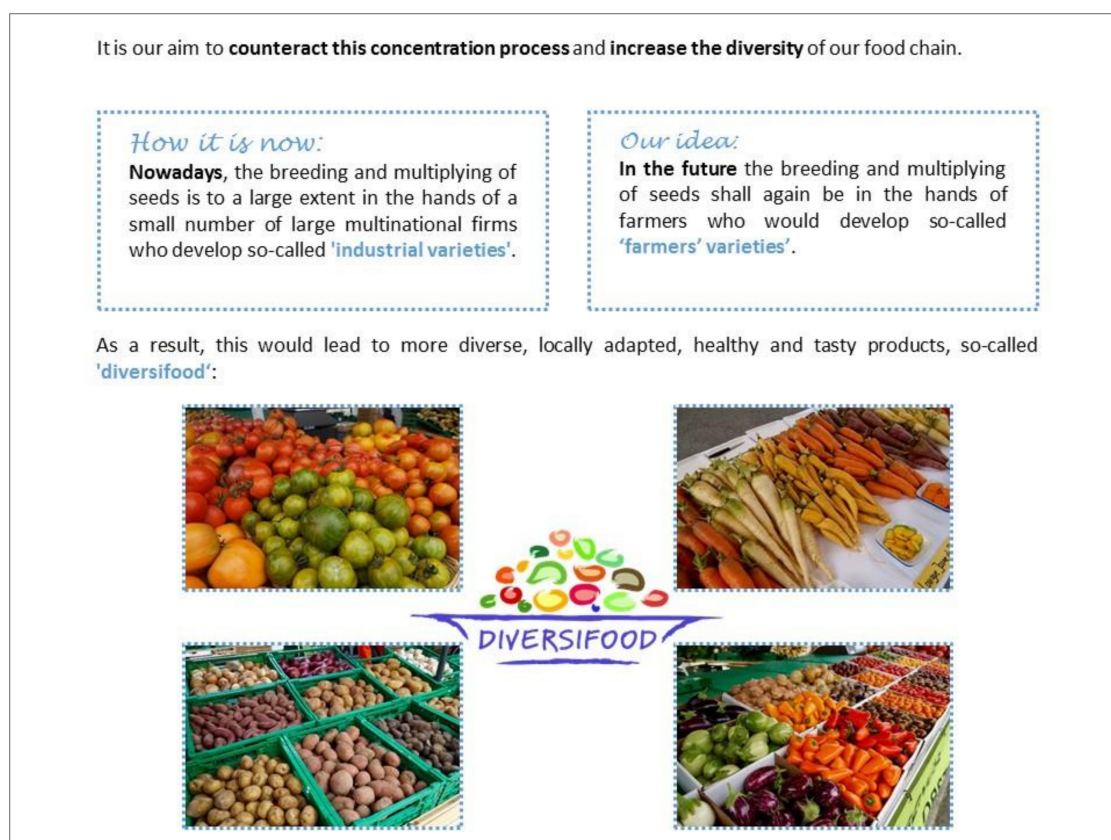 It is our aim to counteract this concentration process and increase the diversity of our food chain.
How it is now:
Nowadays, the breeding and multiplying of
seeds is to a large extent in the hands of a
small number of large multinational firms
who develop so-called 'industrial varieties'.
Our idea:
In the future the breeding and multiplying
of seeds shall again be in the hands of
farmers who would develop so-called
‘farmers’ varieties’.
As a result, this would lead to more diverse, locally adapted, healthy and tasty products, so-called
'diversifood‘:
DIVERSIFOOD